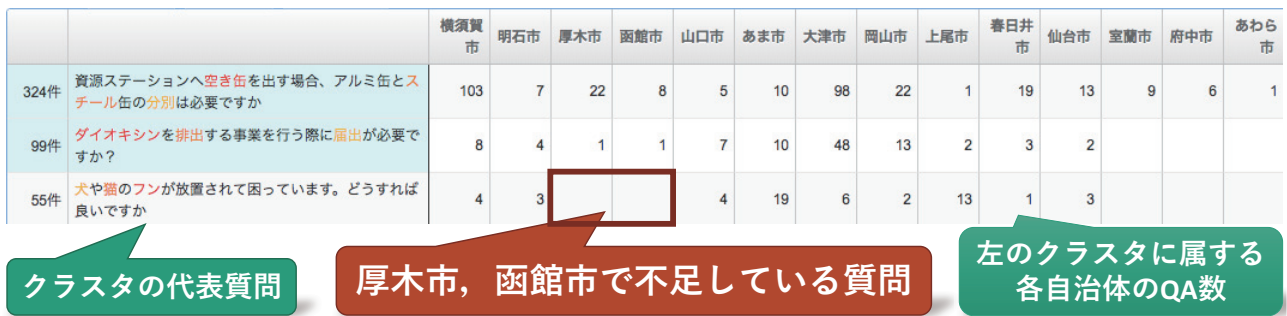 横須賀市 明石市 厚木市 函館市 山口市 あま市 大津市 岡山市 上尾市 春日井市 仙台市 室蘭市 府中市 あわら市
324件 資源ステーションへ空き缶を出す場合、アルミ缶とス
チール缶の分別は必要ですか 103 7 22 8 5 10 98 22 1 19 13 9 6 1
99件 ダイオキシンを排出する事業を行う際に届出が必要で
すか? 8 4 1 1 7 10 48 13 2 3 2
55件 犬や猫のフンが放置されて困っています。どうすれば
良いですか 4 3 4 19 6 2 13 1 3
クラスタの代表質問
厚木市，函館市で不足している質問
左のクラスタに属する
各自治体のQA数